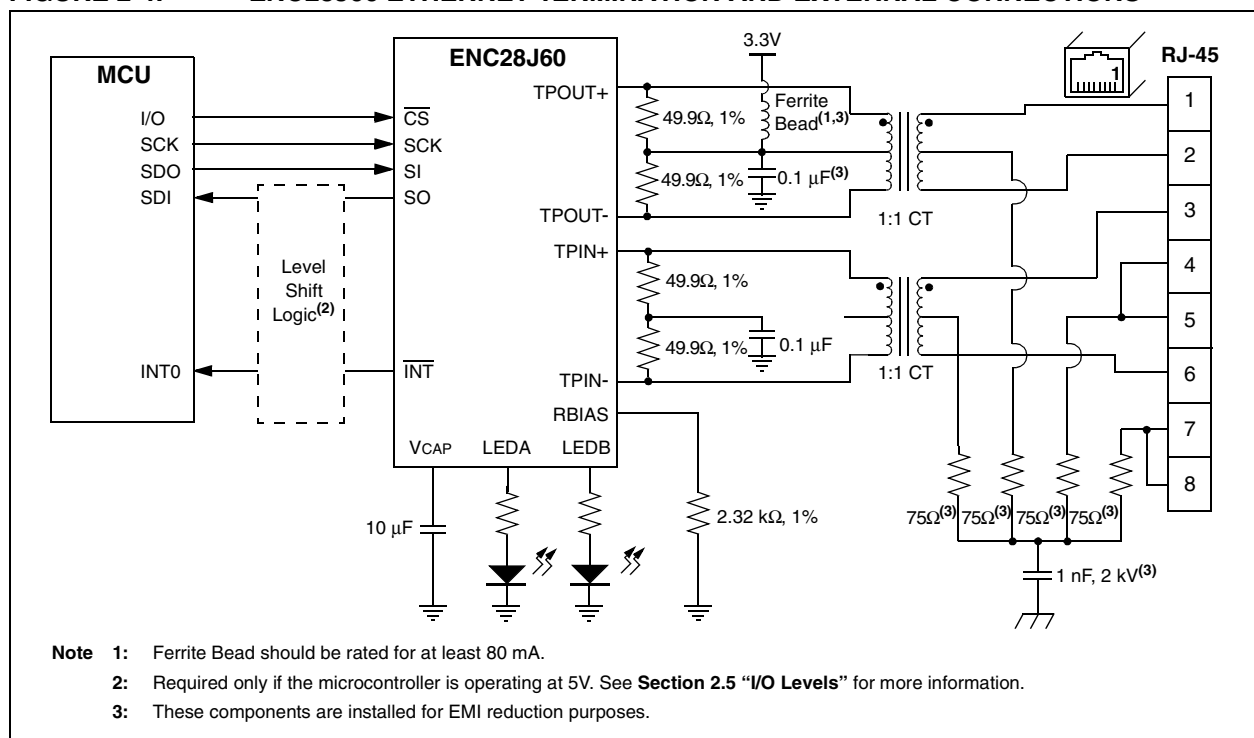 MCU
I/O
SCK
SDO
SDI
INT0
Level
Shift
Logic(2)
ENC28J60
CS
SCK
SI
SO
INT
TPOUT+
TPOUT-
TPIN+
TPIN-
RBIAS
VCAP
LEDA
LEDB
3.3V
Ferrite
Bead(1,3)
49.9Ω, 1%
49.9Ω, 1%
0.1 µF(3)
1:1 CT
49.9Ω, 1%
49.9Ω, 1%
0.1 µF
1:1 CT
1
RJ-45
1
2
3
4
5
6
7
8
10 µF
2.32 kΩ, 1%
75Ω(3)
75Ω(3)
75Ω(3)
75Ω(3)
1 nF, 2 kV(3)
Note 1: Ferrite Bead should be rated for at least 80 mA.
2: Required only if the microcontroller is operating at 5V. See Section 2.5 “I/O Levels” for more information.
3: These components are installed for EMI reduction purposes.